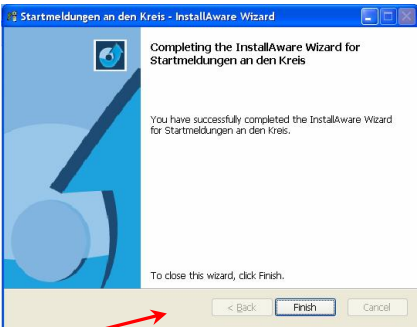 Startmeldungen an den Kreis - InstallAware Wizard
Completing the InstallAware Wizard for
Startmeldungen an den Kreis
You have successfully completed the InstallAware Wizard
for Startmeldungen an den Kreis.
To close this wizard, click Finish.
< Back Finish Cancel